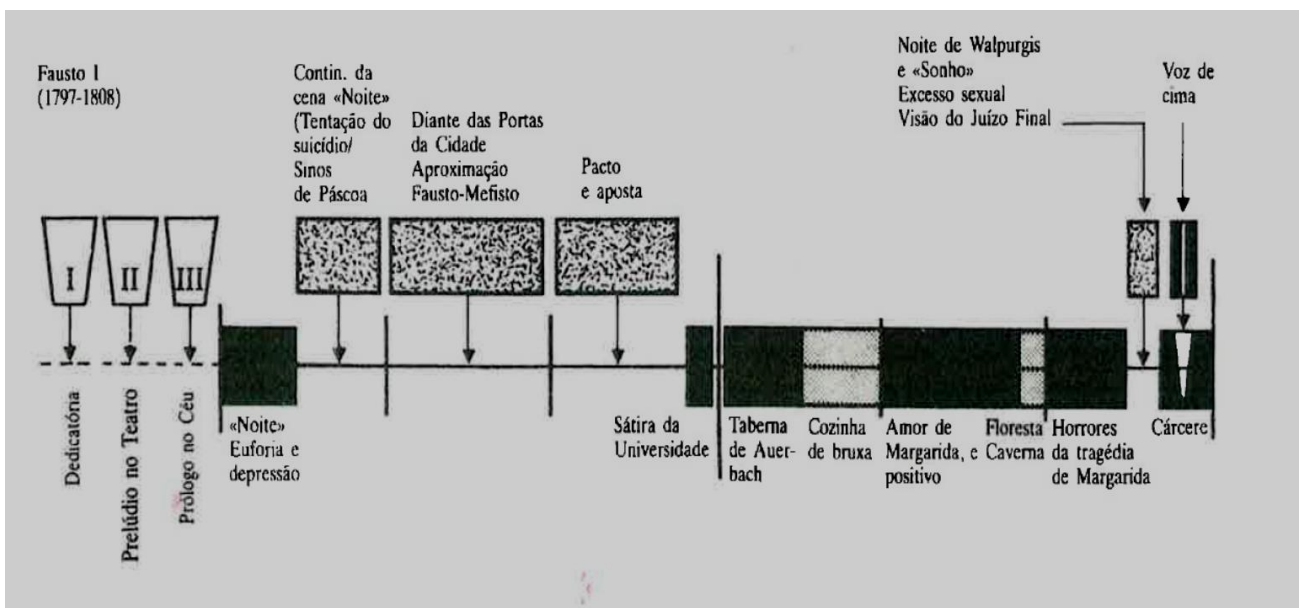 Fausto I
(1797-1808)
Contin. da
cena «Noite»
(Tentação do
suicídio/
Sinos
de Páscoa
Diante das Portas
da Cidade
Aproximação
Fausto-Mefisto
Pacto
e aposta
Noite de Walpurgis
e «Sonho»
Excesso sexual
Visão do Juízo Final
Voz de
cima
I
II
III
Dedicatória
Prelúdio no Teatro
Prólogo no Céu
«Noite»
Euforia e
depressão
Sátira da
Universidade
Taberna
de Auer-
bach
Cozinha
de bruxa
Amor de
Margarida, e
positivo
Floresta
Caverna
Horrores
da tragédia
de Margarida
Cárcere